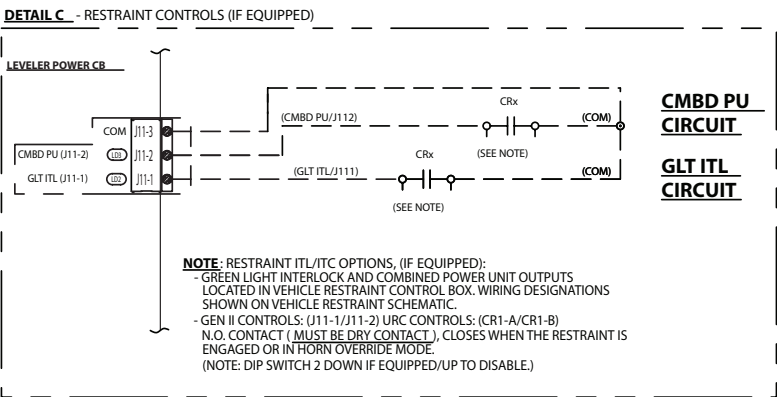 DETAIL C - RESTRAINT CONTROLS (IF EQUIPPED)
LEVELER POWER CB
CMBD PU
CIRCUIT
GLT ITL
CIRCUIT
COM J11-3
CMBD PU (J11-2) LD3 J11-2
GLT ITL (J11-1) LD2 J11-1
(CMBD PU/J112)
CRx
(COM)
(SEE NOTE)
(GLT ITL/J111)
CRx
(COM)
(SEE NOTE)
NOTE: RESTRAINT ITL/ITC OPTIONS, (IF EQUIPPED):
- GREEN LIGHT INTERLOCK AND COMBINED POWER UNIT OUTPUTS
LOCATED IN VEHICLE RESTRAINT CONTROL BOX. WIRING DESIGNATIONS
SHOWN ON VEHICLE RESTRAINT SCHEMATIC.
- GEN II CONTROLS: (J11-1/J11-2) URC CONTROLS: (CR1-A/CR1-B)
N.O. CONTACT ( MUST BE DRY CONTACT ), CLOSES WHEN THE RESTRAINT IS
ENGAGED OR IN HORN OVERRIDE MODE.
(NOTE: DIP SWITCH 2 DOWN IF EQUIPPED/UP TO DISABLE.)